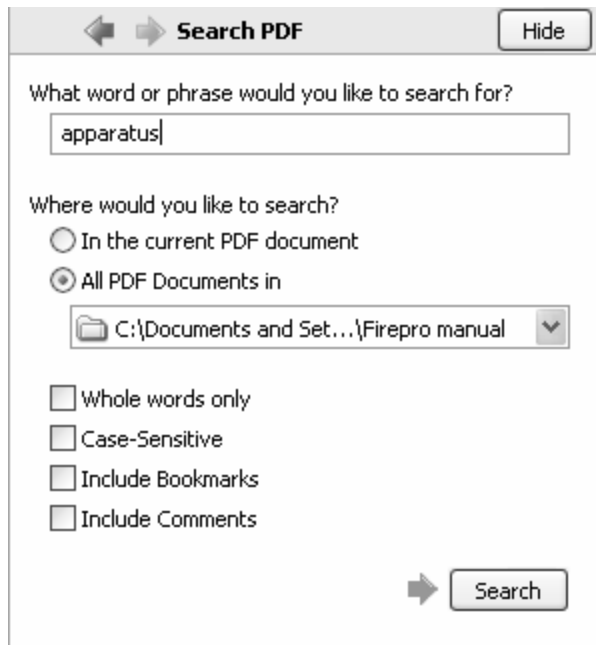 Search PDF
Hide
What word or phrase would you like to search for?
apparatus
Where would you like to search?
In the current PDF document
All PDF Documents in
C:\Documents and Set...\Firepro manual
Whole words only
Case-Sensitive
Include Bookmarks
Include Comments
Search